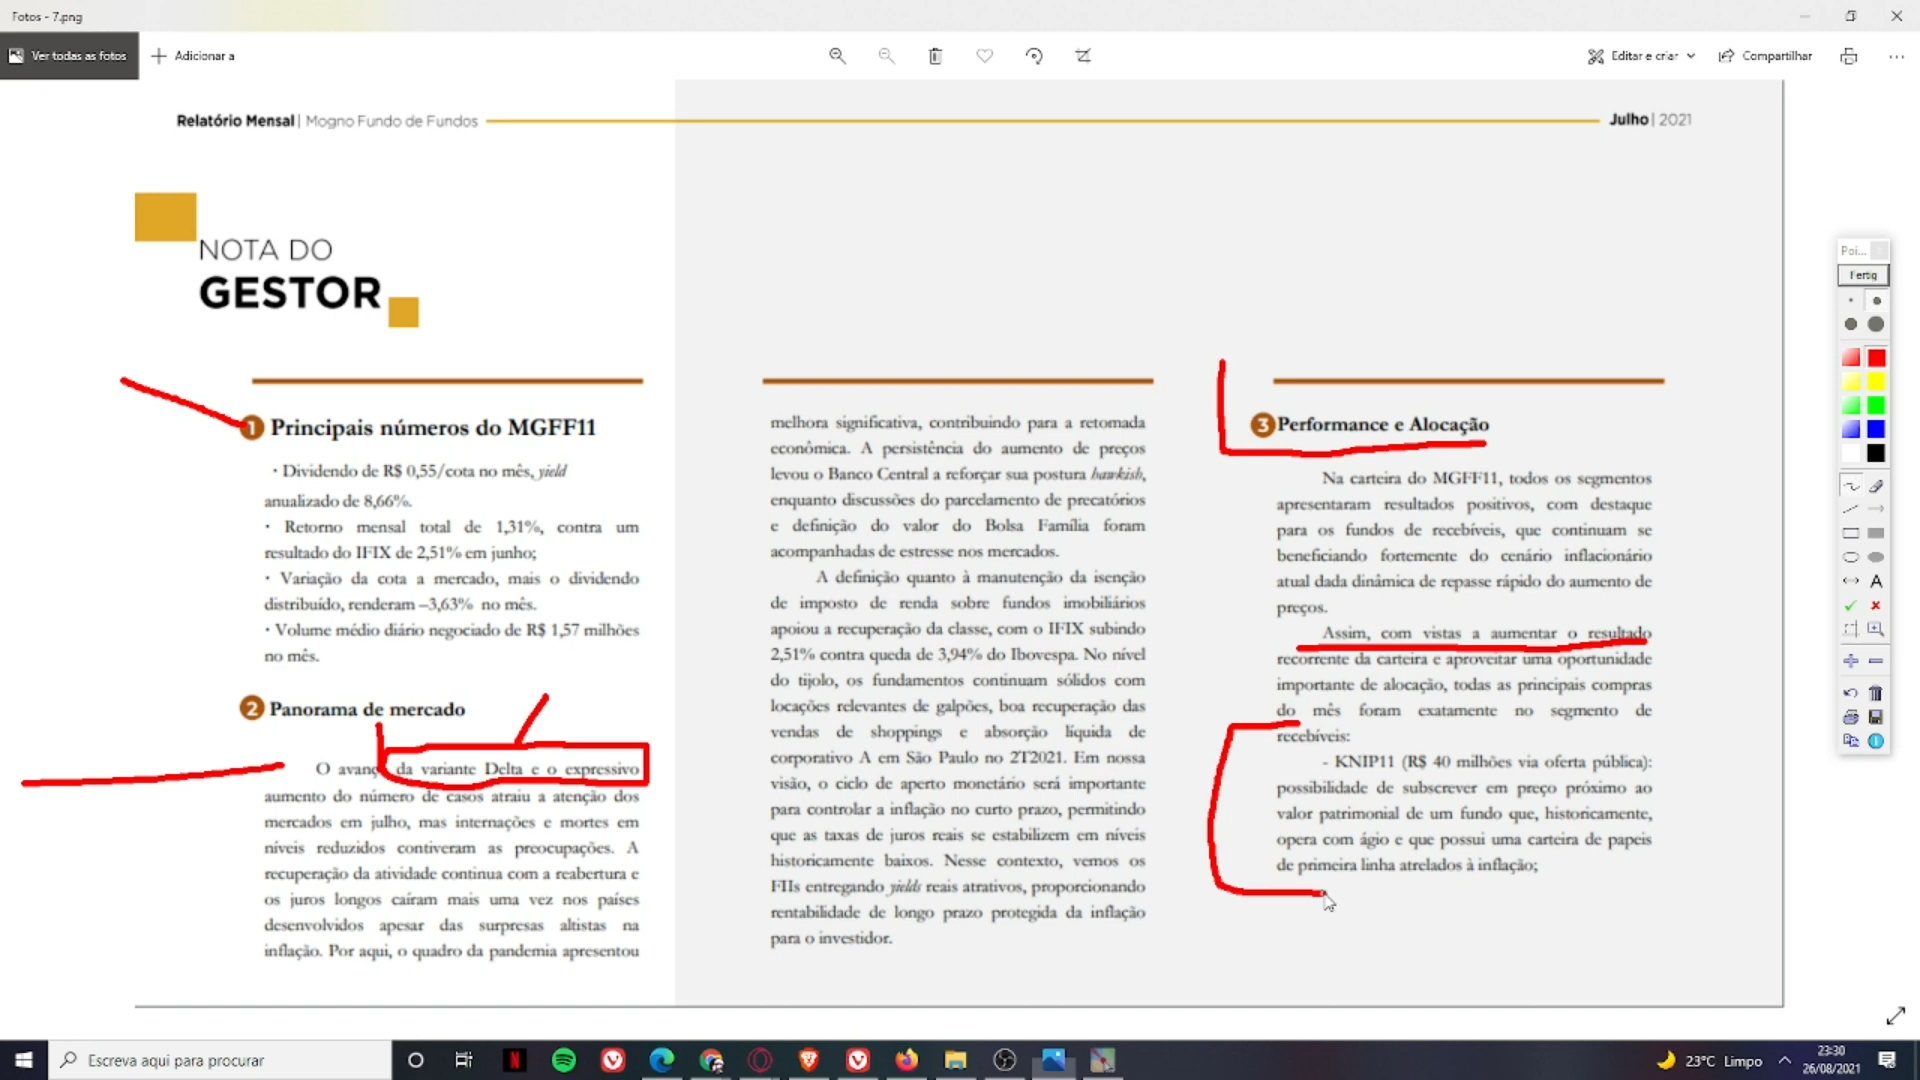 Fotos - 7.png
Ver todas as fotos
Adicionar a
Editar e criar
Compartilhar
Relatório Mensal | Mogno Fundo de Fundos
Julho | 2021
NOTA DO
GESTOR
1 Principais números do MGFF11
· Dividendo de R$ 0,55/cota no mês, yield
anualizado de 8,66%.
· Retorno mensal total de 1,31%, contra um
resultado do IFIX de 2,51% em junho;
· Variação da cota a mercado, mais o dividendo
distribuído, renderam –3,63% no mês.
· Volume médio diário negociado de R$ 1,57 milhões
no mês.
2 Panorama de mercado
O avanço da variante Delta e o expressivo
aumento do número de casos atraiu a atenção dos
mercados em julho, mas internações e mortes em
níveis reduzidos contiveram as preocupações. A
recuperação da atividade continua com a reabertura e
os juros longos caíram mais uma vez nos países
desenvolvidos apesar das surpresas altistas na
inflação. Por aqui, o quadro da pandemia apresentou
melhora significativa, contribuindo para a retomada
econômica. A persistência do aumento de preços
levou o Banco Central a reforçar sua postura hawkish,
enquanto discussões do parcelamento de precatórios
e definição do valor do Bolsa Família foram
acompanhadas de estresse nos mercados.
A definição quanto à manutenção da isenção
de imposto de renda sobre fundos imobiliários
apoiou a recuperação da classe, com o IFIX subindo
2,51% contra queda de 3,94% do Ibovespa. No nível
do tijolo, os fundamentos continuam sólidos com
locações relevantes de galpões, boa recuperação das
vendas de shoppings e absorção líquida de
corporativo A em São Paulo no 2T2021. Em nossa
visão, o ciclo de aperto monetário será importante
para controlar a inflação no curto prazo, permitindo
que as taxas de juros reais se estabilizem em níveis
historicamente baixos. Nesse contexto, vemos os
FIIs entregando yields reais atrativos, proporcionando
rentabilidade de longo prazo protegida da inflação
para o investidor.
3 Performance e Alocação
Na carteira do MGFF11, todos os segmentos
apresentaram resultados positivos, com destaque
para os fundos de recebíveis, que continuam se
beneficiando fortemente do cenário inflacionário
atual dada dinâmica de repasse rápido do aumento de
preços.
Assim, com vistas a aumentar o resultado
recorrente da carteira e aproveitar uma oportunidade
importante de alocação, todas as principais compras
do mês foram exatamente no segmento de
recebíveis:
- KNIP11 (R$ 40 milhões via oferta pública):
possibilidade de subscrever em preço próximo ao
valor patrimonial de um fundo que, historicamente,
opera com ágio e que possui uma carteira de papeis
de primeira linha atrelados à inflação;
Poi...
Fertig
A
Escreva aqui para procurar
23°C Limpo
23:30
26/08/2021